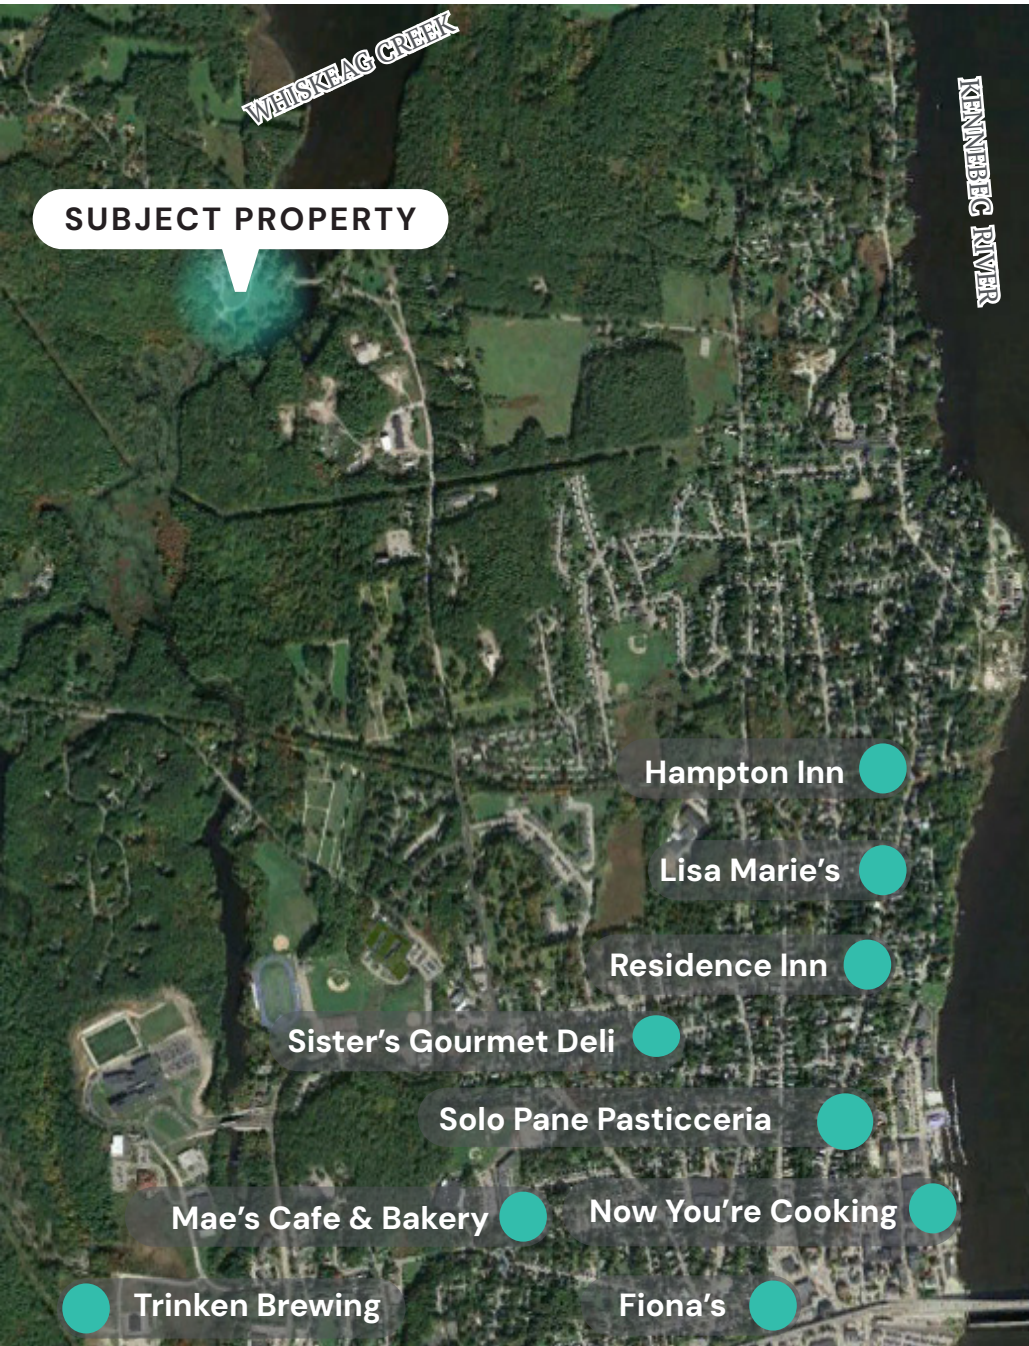 WHISKEAG CREEK
KENNEBEC RIVER
SUBJECT PROPERTY
Hampton Inn
Lisa Marie’s
Residence Inn
Sister’s Gourmet Deli
Solo Pane Pasticceria
Mae’s Cafe & Bakery
Now You’re Cooking
Trinken Brewing
Fiona’s